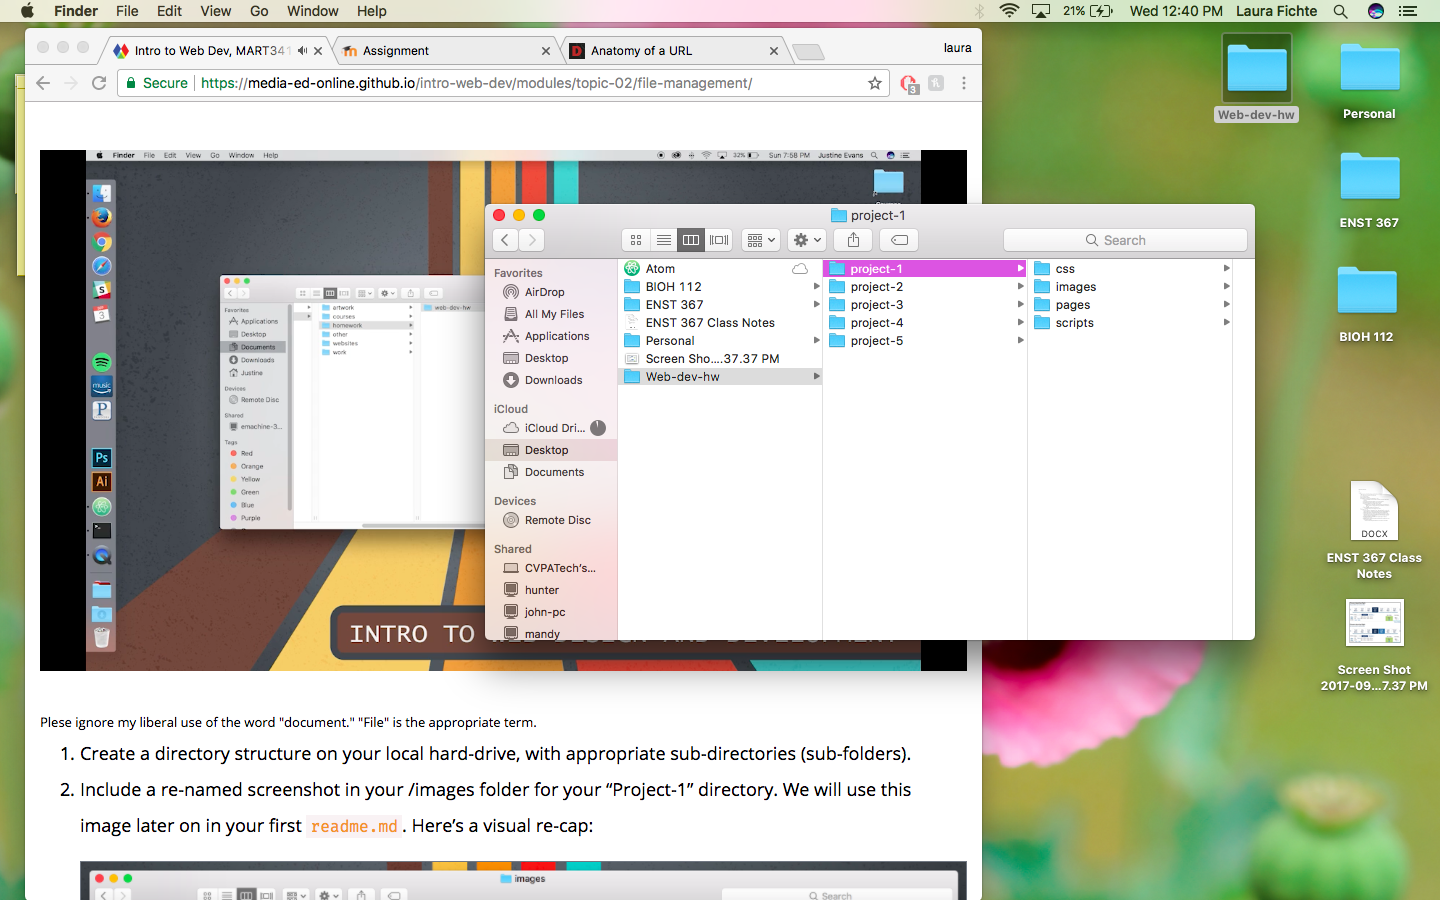 Finder File Edit View Go Window Help
21% Wed 12:40 PM Laura Fichte
Intro to Web Dev, MART341
Assignment
Anatomy of a URL
laura
Secure https://media-ed-online.github.io/intro-web-dev/modules/topic-02/file-management/
3
Web-dev-hw
Personal
ENST 367
BIOH 112
DOCX
ENST 367 Class
Notes
Screen Shot
2017-09...7.37 PM
Finder File Edit View Go Window Help
32% Sun 7:58 PM Justine Evans
3
music
P
Ps
Ai
Favorites
Applications
Desktop
Documents
Downloads
Justine
Devices
Remote Disc
Shared
emachine-3...
Tags
Red
Orange
Yellow
Green
Blue
Purple
artwork
courses
homework
other
websites
work
web-dev-hw
INTRO TO
project-1
Search
Favorites
AirDrop
All My Files
Applications
Desktop
Downloads
iCloud
iCloud Dri...
Desktop
Documents
Devices
Remote Disc
Shared
CVPATech's...
hunter
john-pc
mandy
Atom
BIOH 112
ENST 367
ENST 367 Class Notes
Personal
Screen Sho....37.37 PM
Web-dev-hw
project-1
project-2
project-3
project-4
project-5
css
images
pages
scripts
Plese ignore my liberal use of the word "document." "File" is the appropriate term.
1. Create a directory structure on your local hard-drive, with appropriate sub-directories (sub-folders).
2. Include a re-named screenshot in your /images folder for your “Project-1” directory. We will use this
image later on in your first readme.md. Here’s a visual re-cap:
images
Search